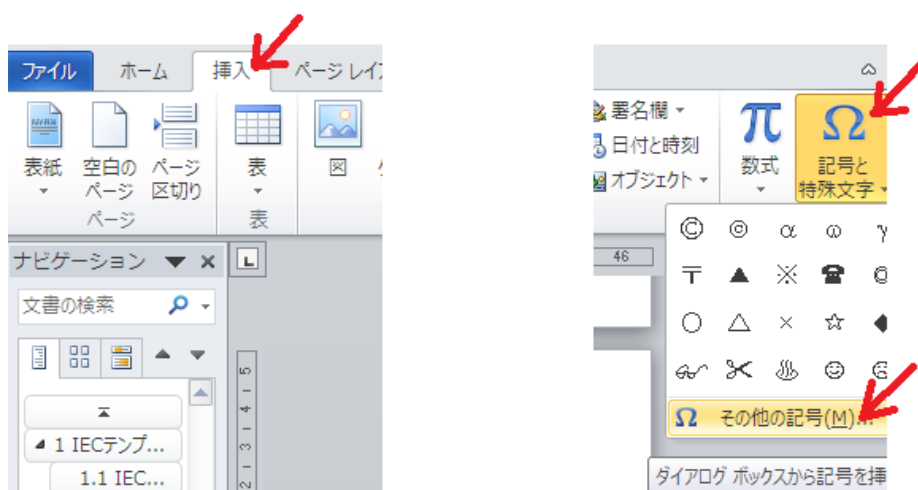 ファイル ホーム 挿入 ページ レイ
表紙 空白の ページ ページ 区切り 表 図
ページ 表
ナビゲーション
文書の検索
1 IECテンプ...
1.1 IEC...
5 4 3 2
署名欄
日付と時刻
オブジェクト
数式
記号と
特殊文字
46
© ◎ α ω γ
〒 ▲ ※ ☎
○ △ × ☆ ◆
その他の記号(M)...
ダイアログ ボックスから記号を挿